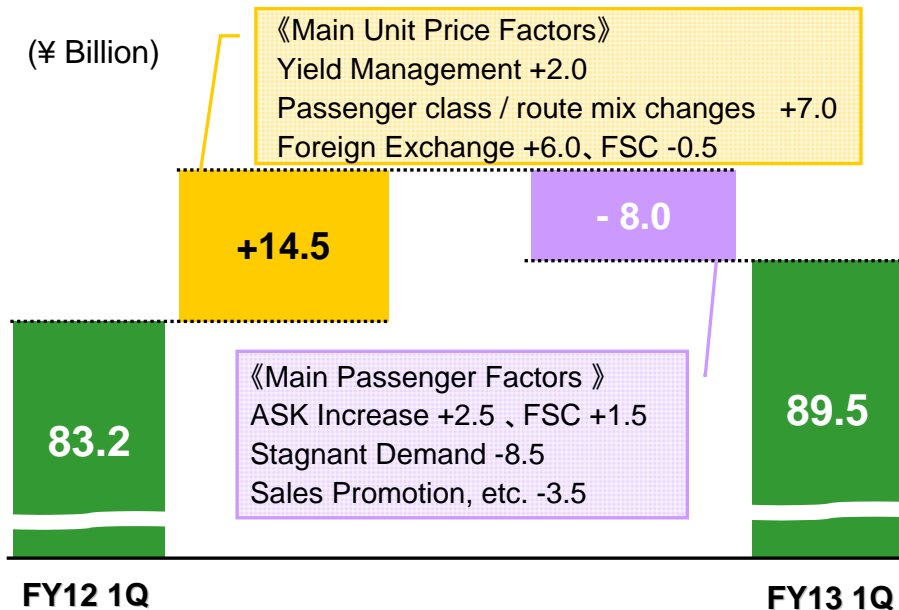 (¥ Billion)
《Main Unit Price Factors》
Yield Management +2.0
Passenger class / route mix changes +7.0
Foreign Exchange +6.0、FSC -0.5
+14.5
- 8.0
《Main Passenger Factors 》
ASK Increase +2.5 、FSC +1.5
Stagnant Demand -8.5
Sales Promotion, etc. -3.5
83.2
89.5
FY12 1Q
FY13 1Q